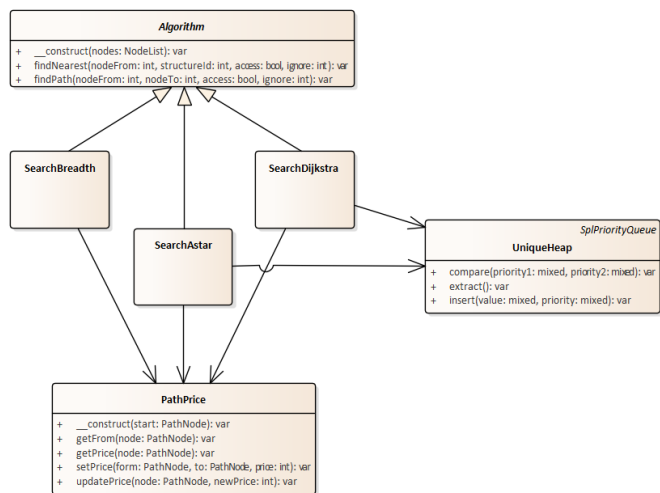 Algorithm
+ __construct(nodes: NodeList): var
+ findNearest(nodeFrom: int, structureId: int, access: bool, ignore: int): var
+ findPath(nodeFrom: int, nodeTo: int, access: bool, ignore: int): var
SearchBreadth
SearchDijkstra
SearchAstar
SplPriorityQueue
UniqueHeap
+ compare(priority1: mixed, priority2: mixed): var
+ extract(): var
+ insert(value: mixed, priority: mixed): var
PathPrice
+ __construct(start: PathNode): var
+ getFrom(node: PathNode): var
+ getPrice(node: PathNode): var
+ setPrice(form: PathNode, to: PathNode, price: int): var
+ updatePrice(node: PathNode, newPrice: int): var